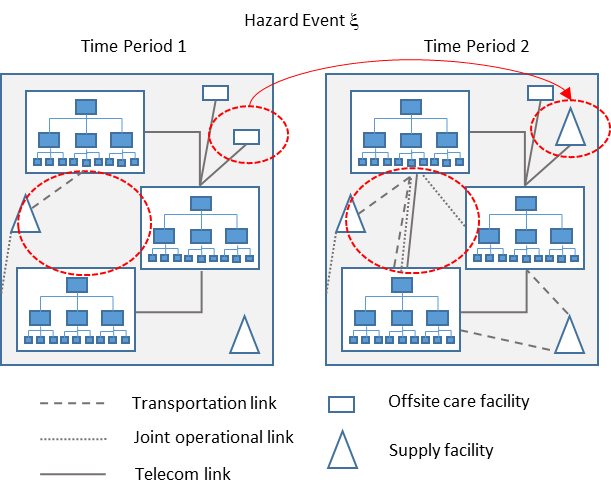 Hazard Event ξ
Time Period 1
Time Period 2
Transportation link
Offsite care facility
Joint operational link
Supply facility
Telecom link